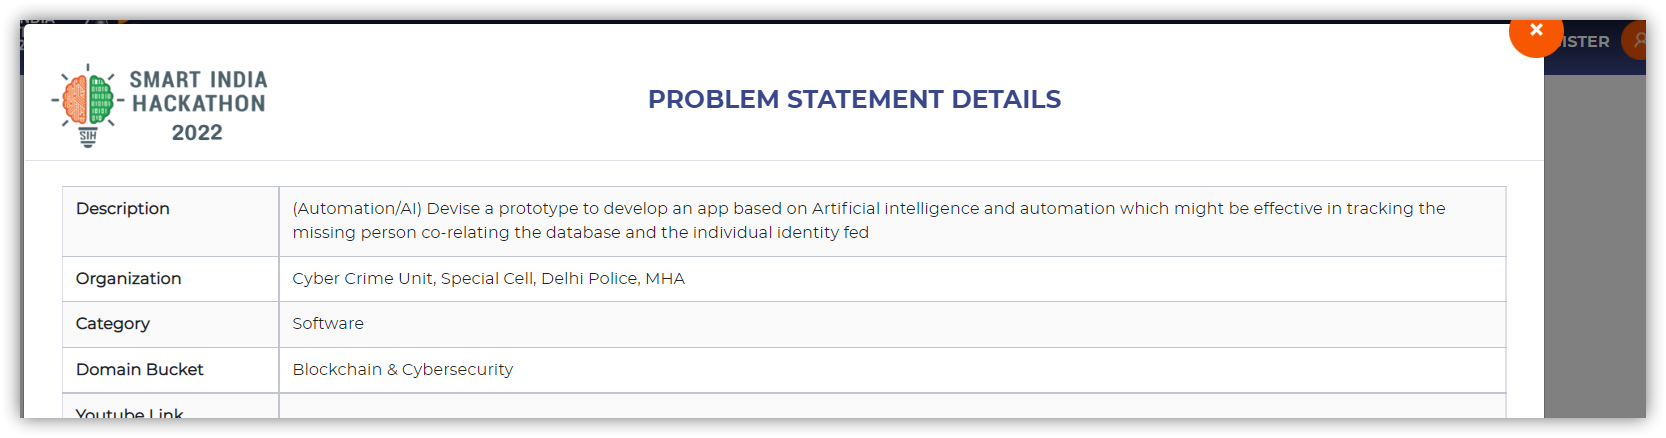 ISTER
SMART INDIA
HACKATHON
2022
SIH
PROBLEM STATEMENT DETAILS
Description
(Automation/AI) Devise a prototype to develop an app based on Artificial intelligence and automation which might be effective in tracking the
missing person co-relating the database and the individual identity fed
Organization
Cyber Crime Unit, Special Cell, Delhi Police, MHA
Category
Software
Domain Bucket
Blockchain & Cybersecurity
Youtube Link